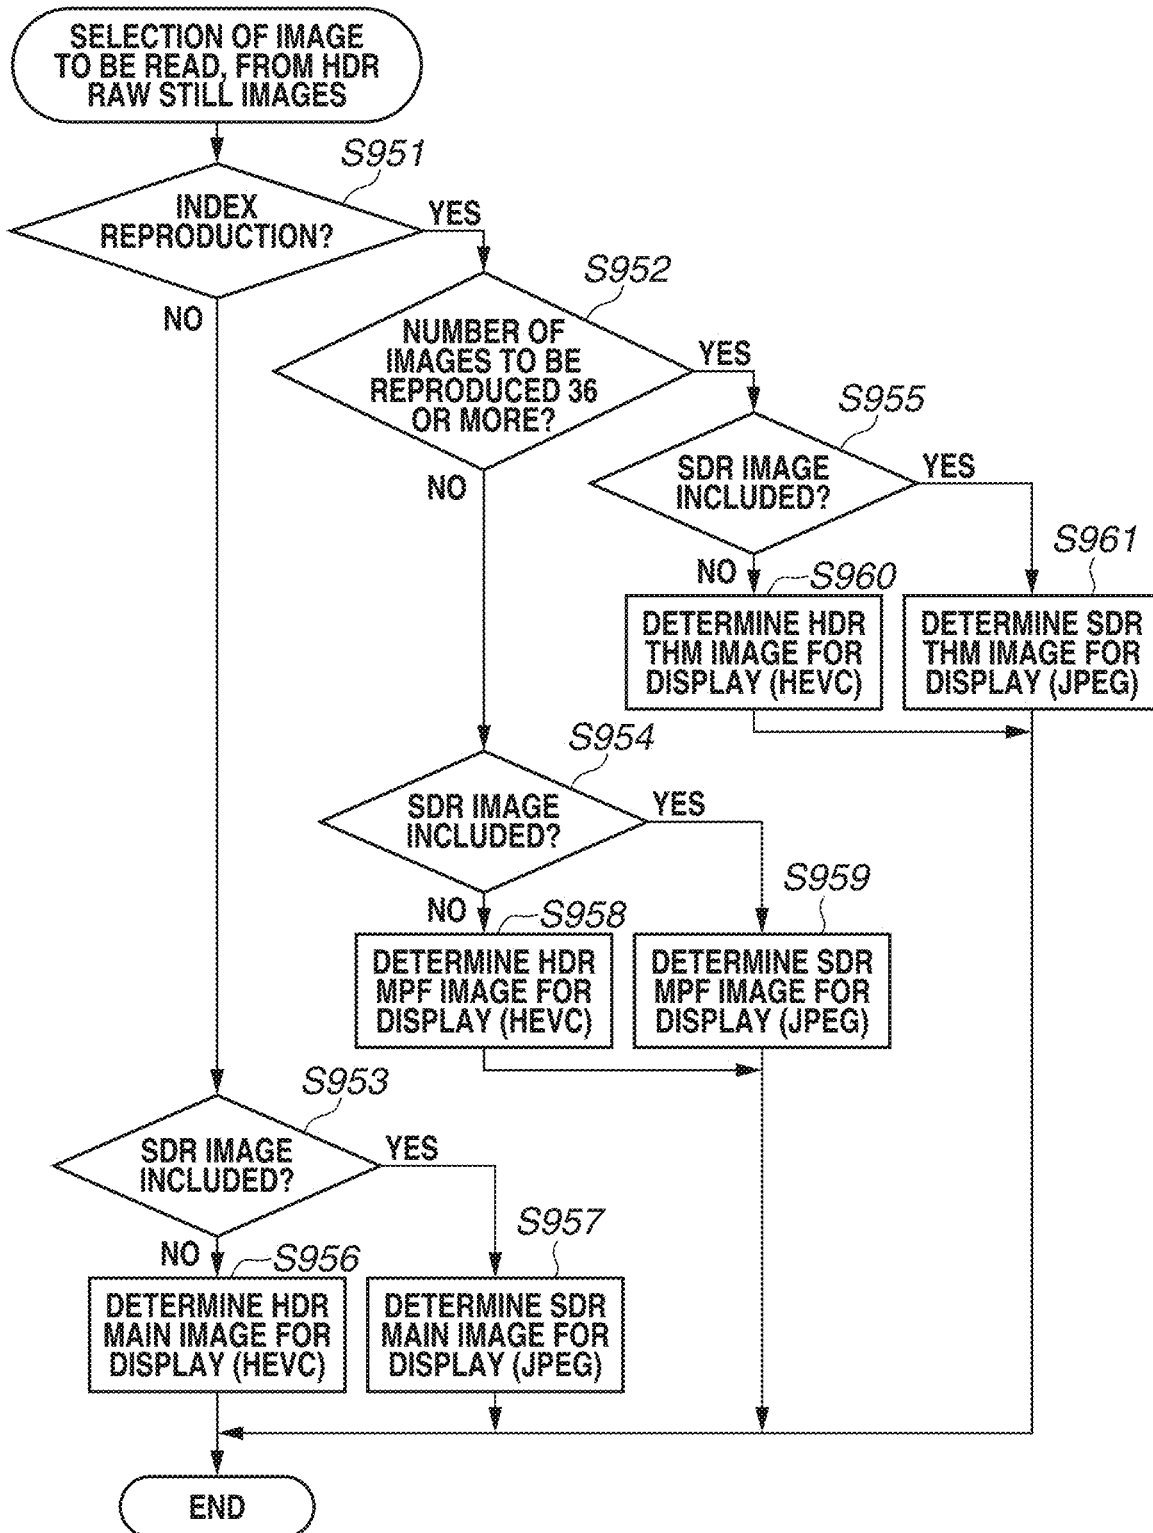 SELECTION OF IMAGE
TO BE READ, FROM HDR
RAW STILL IMAGES
S951
INDEX
REPRODUCTION?
YES
NO
S952
NUMBER OF
IMAGES TO BE
REPRODUCED 36
OR MORE?
YES
NO
S955
SDR IMAGE
INCLUDED?
YES
NO
S960
DETERMINE HDR
THM IMAGE FOR
DISPLAY (HEVC)
S961
DETERMINE SDR
THM IMAGE FOR
DISPLAY (JPEG)
S954
SDR IMAGE
INCLUDED?
YES
NO
S958
DETERMINE HDR
MPF IMAGE FOR
DISPLAY (HEVC)
S959
DETERMINE SDR
MPF IMAGE FOR
DISPLAY (JPEG)
S953
SDR IMAGE
INCLUDED?
YES
NO
S956
DETERMINE HDR
MAIN IMAGE FOR
DISPLAY (HEVC)
S957
DETERMINE SDR
MAIN IMAGE FOR
DISPLAY (JPEG)
END